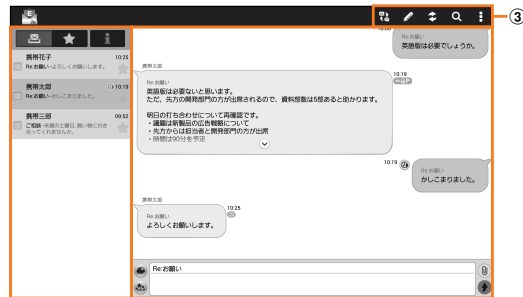 E
③
携帯花子 10:25
Re:お願い-よろしくお願いします。
携帯太郎 ② 10:19
Re:お願い-かしこまりました。
携帯三郎 09:52
ご相談-来週の土曜日、買い物に付き
合ってくれませんか。
Re:お願い
英語版は必要でしょうか。
携帯太郎
10:19
Re:お願い
英語版は必要ないと思います。
ただ、先方の開発部門の方が出席されるので、資料部数は5部あると助かります。
明日の打ち合わせについて再確認です。
・議題は新製品の広告戦略について
・先方からは担当者と開発部門の方が出席
・時間は90分を予定
10:19
Re:お願い
かしこまりました。
携帯太郎
10:25
Re:お願い
よろしくお願いします。
Re:お願い